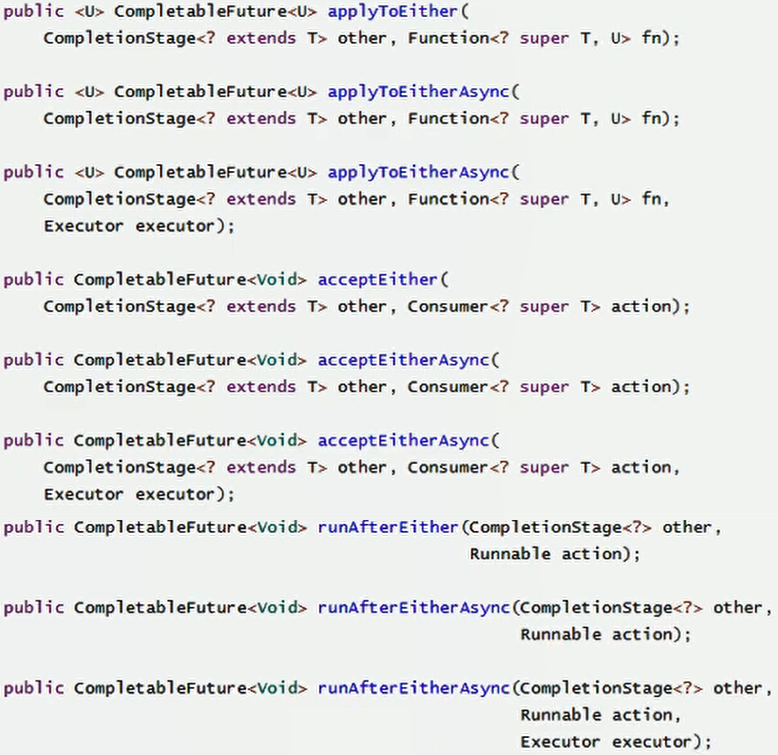 public <U> CompletableFuture<U> applyToEither(
CompletionStage<? extends T> other, Function<? super T, U> fn);
public <U> CompletableFuture<U> applyToEitherAsync(
CompletionStage<? extends T> other, Function<? super T, U> fn);
public <U> CompletableFuture<U> applyToEitherAsync(
CompletionStage<? extends T> other, Function<? super T, U> fn,
Executor executor);
public CompletableFuture<Void> acceptEither(
CompletionStage<? extends T> other, Consumer<? super T> action);
public CompletableFuture<Void> acceptEitherAsync(
CompletionStage<? extends T> other, Consumer<? super T> action);
public CompletableFuture<Void> acceptEitherAsync(
CompletionStage<? extends T> other, Consumer<? super T> action,
Executor executor);
public CompletableFuture<Void> runAfterEither(CompletionStage<?> other,
Runnable action);
public CompletableFuture<Void> runAfterEitherAsync(CompletionStage<?> other,
Runnable action);
public CompletableFuture<Void> runAfterEitherAsync(CompletionStage<?> other,
Runnable action,
Executor executor);